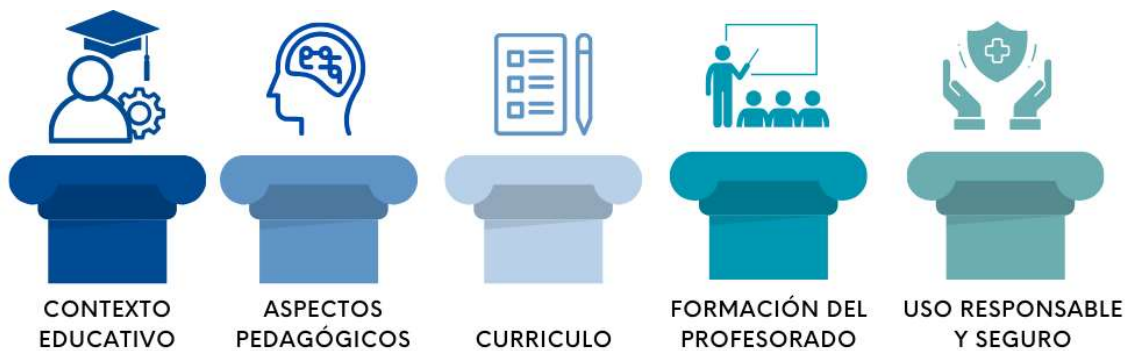 CONTEXTO
EDUCATIVO
ASPECTOS
PEDAGÓGICOS
CURRICULO
FORMACIÓN DEL
PROFESORADO
USO RESPONSABLE
Y SEGURO